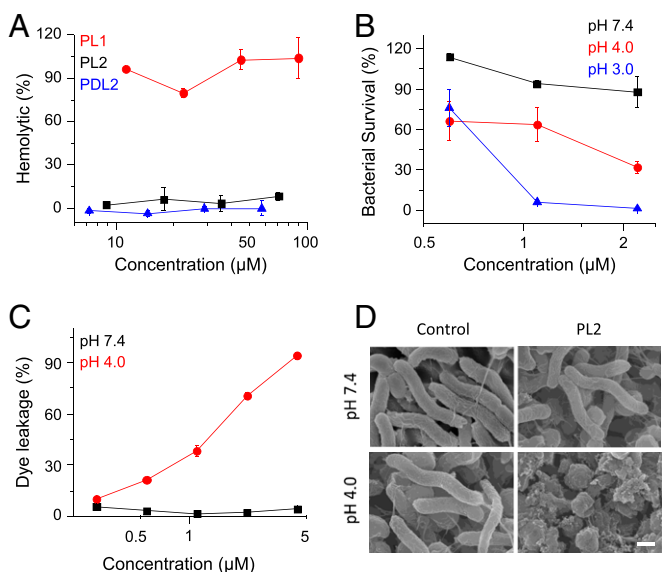 A
PL1
PL2
PDL2
Hemolytic (%)
120
90
60
30
0
10
50
100
Concentration (µM)
B
pH 7.4
pH 4.0
pH 3.0
Bacterial Survival (%)
120
90
60
30
0
0.5
1
2
Concentration (µM)
C
pH 7.4
pH 4.0
Dye leakage (%)
90
60
30
0
0.5
1
5
Concentration (µM)
D
Control
PL2
pH 7.4
pH 4.0